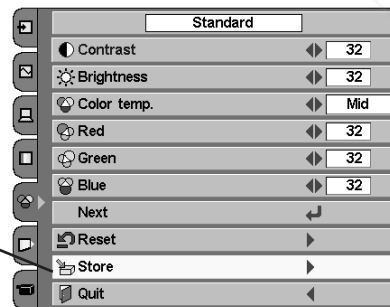 Standard
Contrast 32
Brightness 32
Color temp. Mid
Red 32
Green 32
Blue 32
Next
Reset
Store
Quit